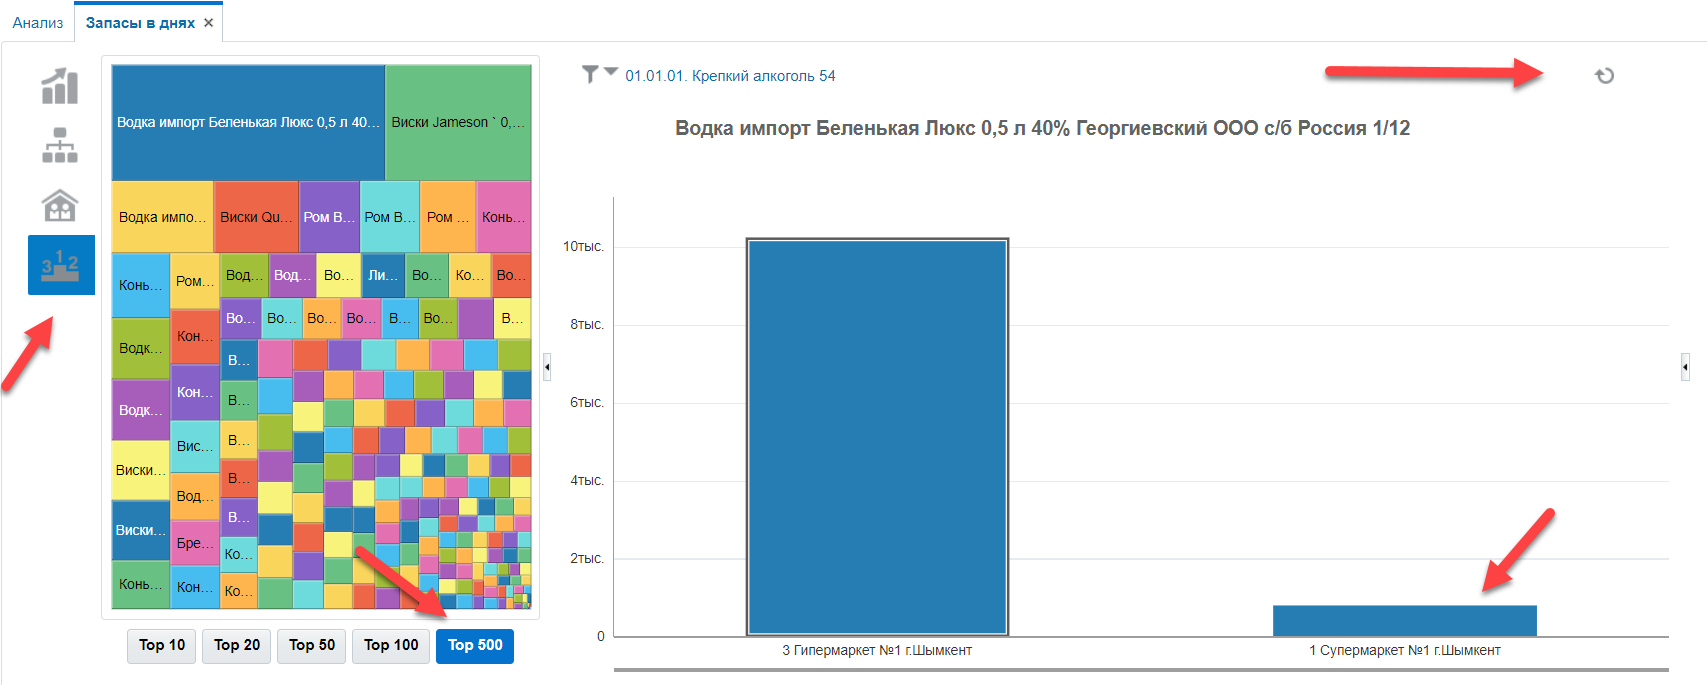 Анализ
Запасы в днях ×
3 1 2
Водка импорт Беленькая Люкс 0,5 л 40...
Виски Jameson ` 0,...
Водка импо...
Виски Qu...
Ром B...
Ром B...
Ром ...
Конь...
Конь...
Ром...
Вод...
Вод...
Во...
Ли...
Во...
Ко...
Во...
Во...
Во...
Во...
Во...
В...
Во...
В...
Водк...
Кон...
В...
Водк...
Кон...
В...
Виски...
Вис...
В...
Вод...
В...
Виски...
Бре...
В...
Ко...
Конь...
Кон...
Ко...
Top 10
Top 20
Top 50
Top 100
Top 500
01.01.01. Крепкий алкоголь 54
Водка импорт Беленькая Люкс 0,5 л 40% Георгиевский ООО с/б Россия 1/12
10тыс.
8тыс.
6тыс.
4тыс.
2тыс.
0
3 Гипермаркет №1 г.Шымкент
1 Супермаркет №1 г.Шымкент